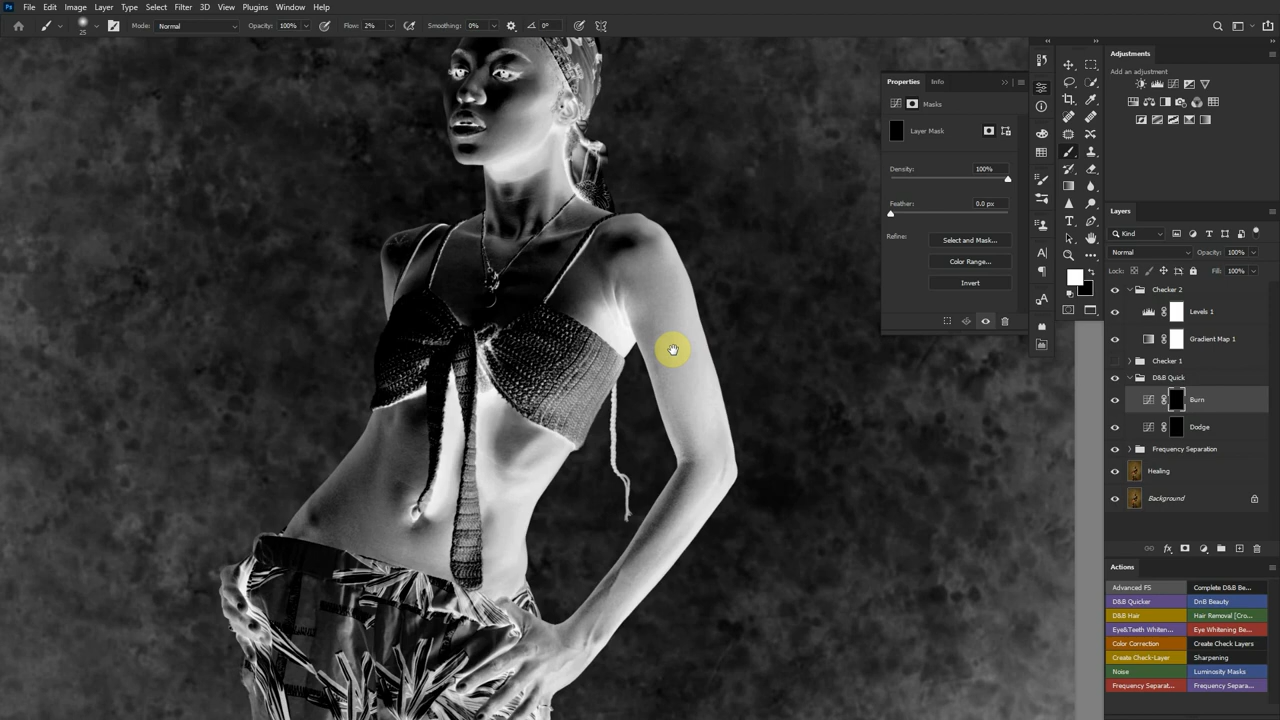 Ps File Edit Image Layer Type Select Filter 3D View Plugins Window Help
25 Mode: Normal Opacity: 100% Flow: 2% Smoothing: 0% 0°
Properties Info
Masks
Layer Mask
Density: 100%
Feather: 0.0 px
Refine: Select and Mask...
Color Range...
Invert
Adjustments
Add an adjustment
Layers
Kind
Normal Opacity: 100%
Lock: Fill: 100%
Checker 2
Levels 1
Gradient Map 1
Checker 1
D&B Quick
Burn
Dodge
Frequency Separation
Healing
Background
fx
Actions
Advanced FS Complete D&B Be...
D&B Quicker DnB Beauty
D&B Hair Hair Removal [Cro...
Eye&Teeth Whiten... Eye Whitening Be...
Color Correction Create Check Layers
Create Check-Layer Sharpening
Noise Luminosity Masks
Frequency Separat... Frequency Separa...